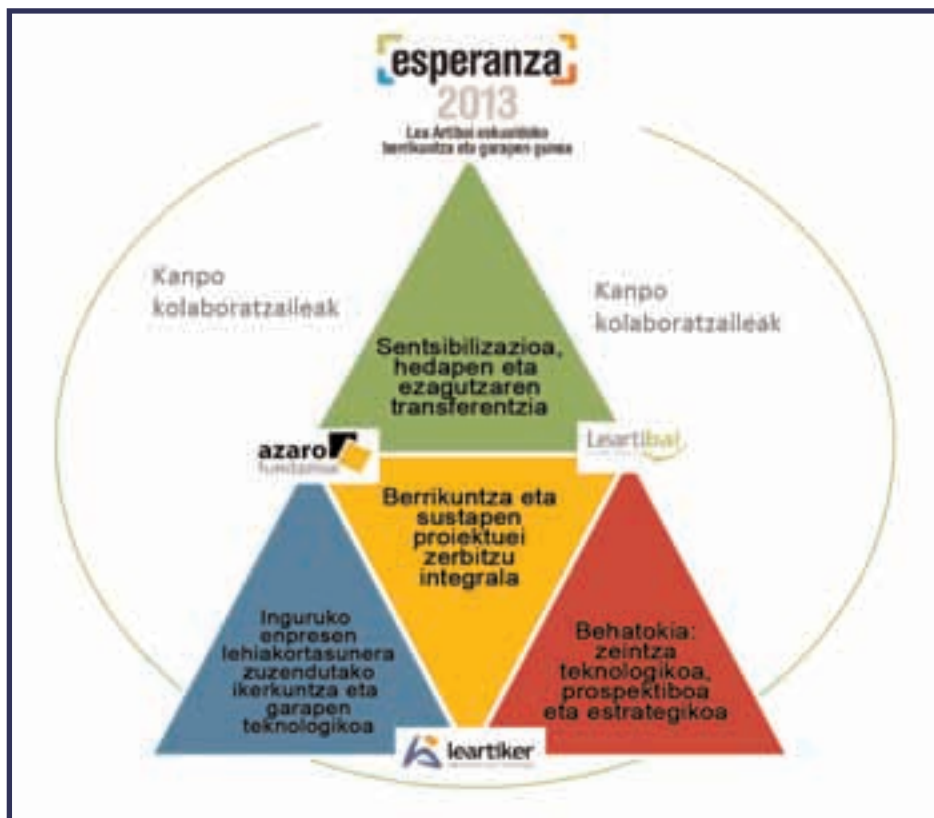 esperanza
2013
Lea Artibai eskualdeko
berrikuntza eta garapen gunea
Kanpo
kolaboratzaileak
Kanpo
kolaboratzaileak
Sentsibilizazioa,
hedapen eta
ezagutzaren
transferentzia
azaro
fundazioa
Leartibai
Berrikuntza eta
sustapen
proiektuei
zerbitzu
integrala
Inguruko
enpresen
lehiakortasunera
zuzendutako
ikerkuntza eta
garapen
teknologikoa
Behatokia:
zeintza
teknologikoa,
prospektiboa
eta estrategikoa
leartiker